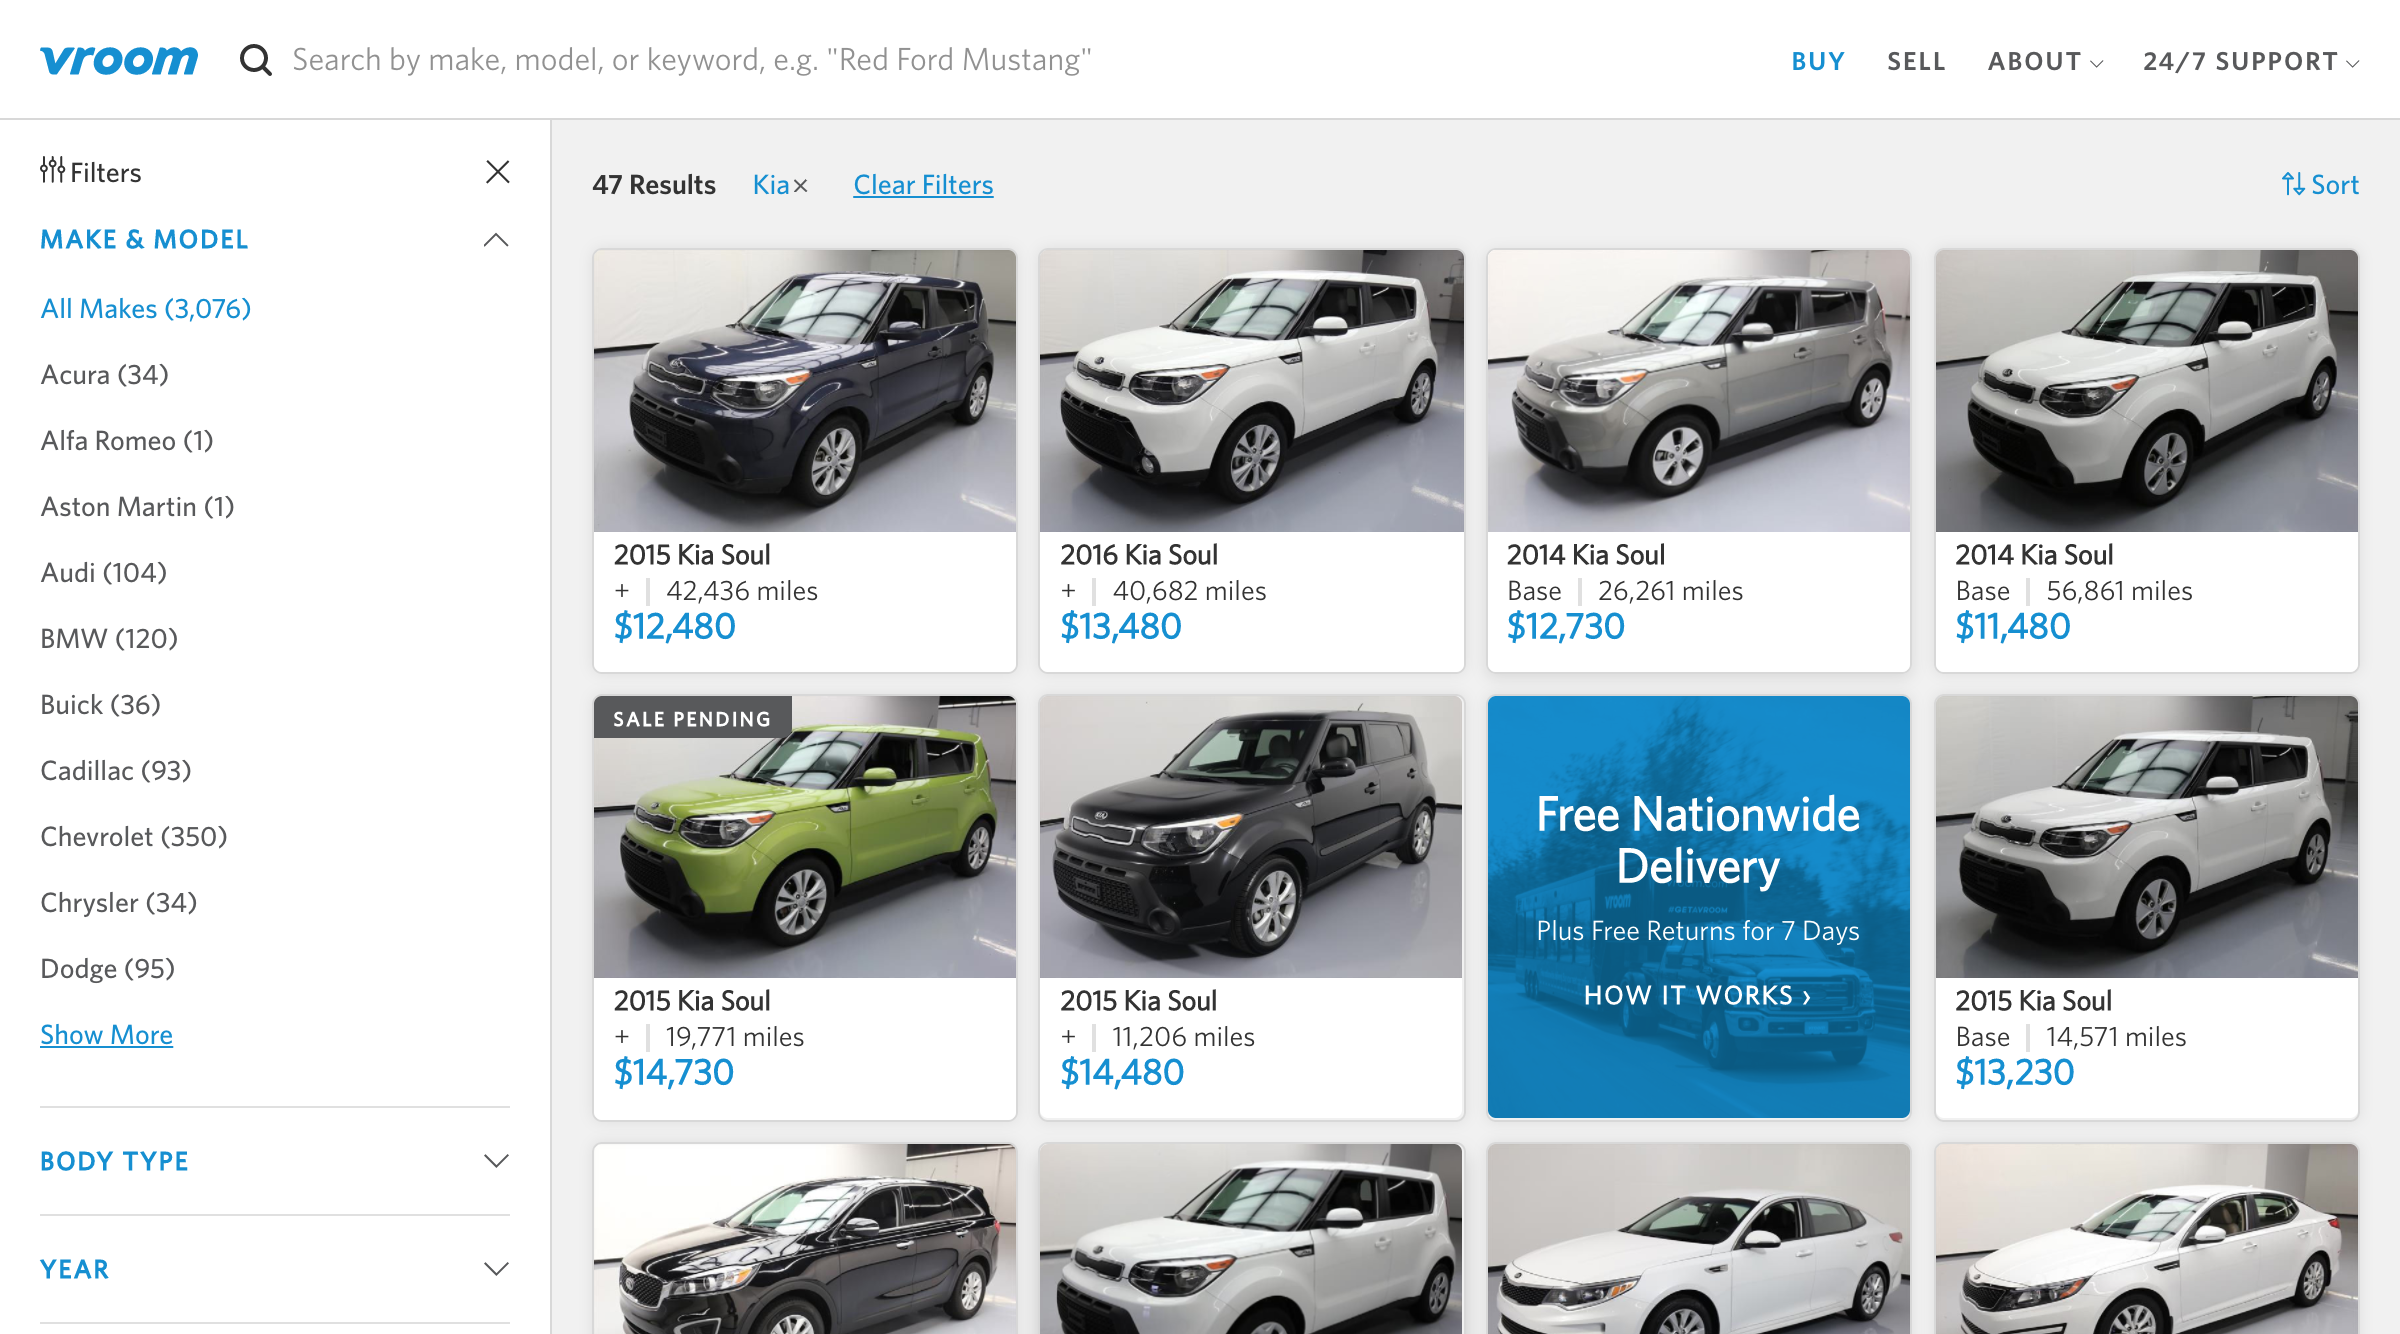 vroom
Search by make, model, or keyword, e.g. "Red Ford Mustang"
BUY
SELL
ABOUT
24/7 SUPPORT
Filters
MAKE & MODEL
All Makes (3,076)
Acura (34)
Alfa Romeo (1)
Aston Martin (1)
Audi (104)
BMW (120)
Buick (36)
Cadillac (93)
Chevrolet (350)
Chrysler (34)
Dodge (95)
Show More
BODY TYPE
YEAR
47 Results
Kia×
Clear Filters
Sort
2015 Kia Soul
+ | 42,436 miles
$12,480
2016 Kia Soul
+ | 40,682 miles
$13,480
2014 Kia Soul
Base | 26,261 miles
$12,730
2014 Kia Soul
Base | 56,861 miles
$11,480
SALE PENDING
2015 Kia Soul
+ | 19,771 miles
$14,730
2015 Kia Soul
+ | 11,206 miles
$14,480
Free Nationwide
Delivery
vroom
#GETAVROOM
Plus Free Returns for 7 Days
HOW IT WORKS ›
2015 Kia Soul
Base | 14,571 miles
$13,230